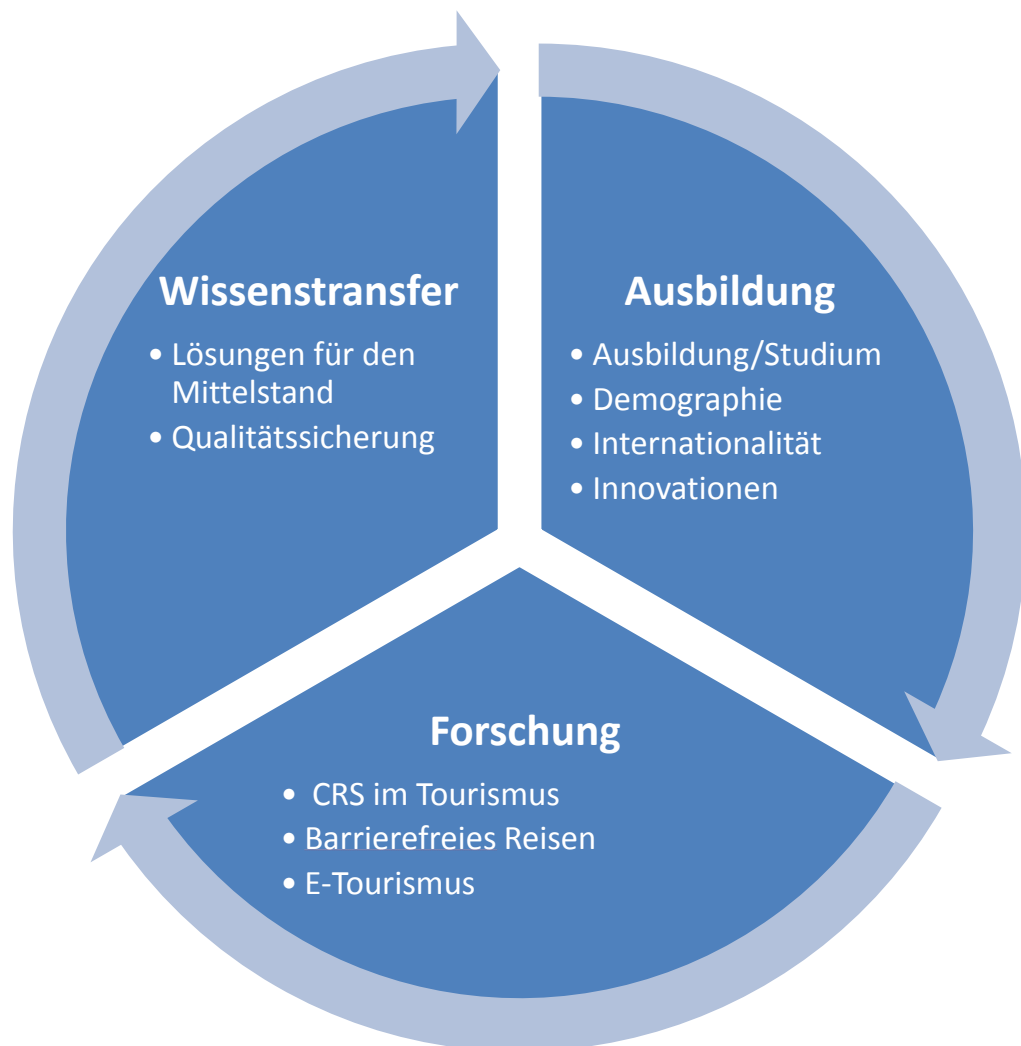 Wissenstransfer
• Lösungen für den
Mittelstand
• Qualitätssicherung
Ausbildung
• Ausbildung/Studium
• Demographie
• Internationalität
• Innovationen
Forschung
• CRS im Tourismus
• Barrierefreies Reisen
• E-Tourismus